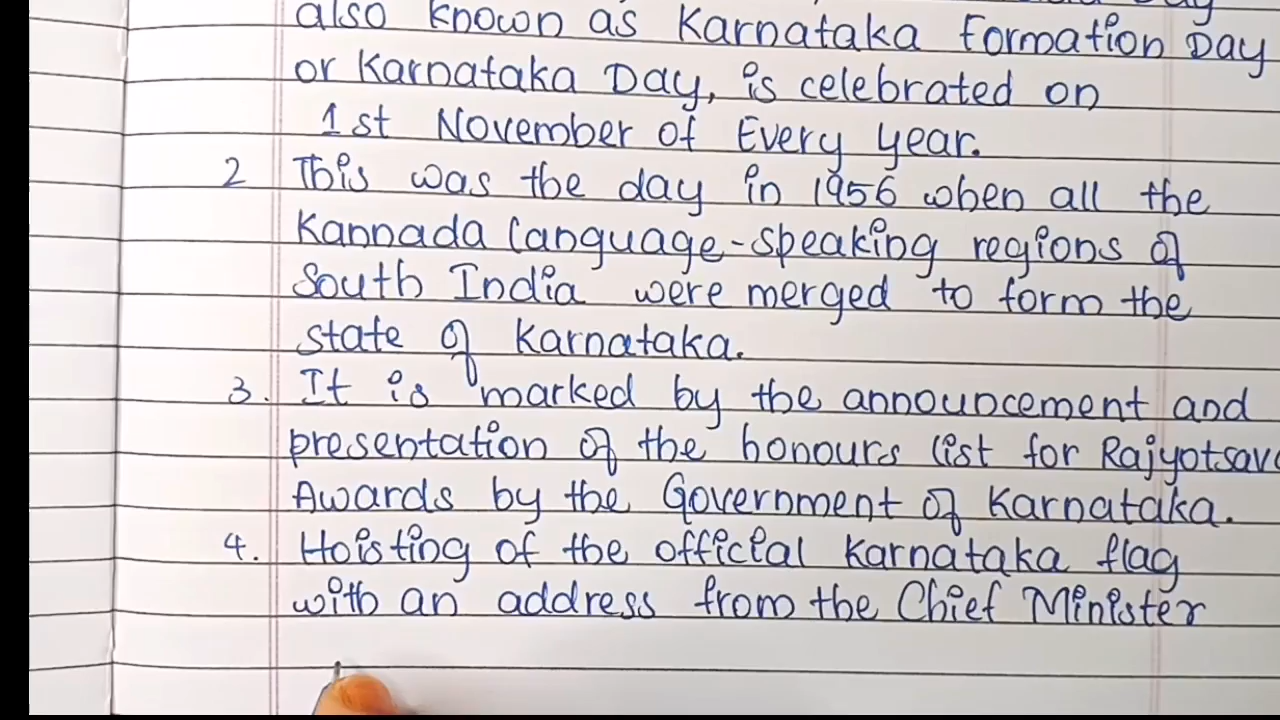 also known as Karnataka Formation Day
or Karnataka Day, is celebrated on
1st November of Every year.
2 This was the day in 1956 when all the
Kannada language-speaking regions of
South India were merged to form the
state of Karnataka.
3. It is marked by the announcement and
presentation of the honours list for Rajyotsava
Awards by the Government of Karnataka.
4. Hoisting of the official Karnataka flag
with an address from the Chief Minister